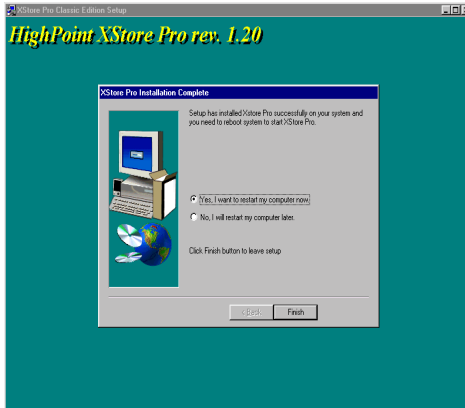 XStore Pro Classic Edition Setup
HighPoint XStore Pro rev. 1.20
XStore Pro Installation Complete
Setup has installed Xstore Pro successfully on your system and
you need to reboot system to start XStore Pro.
Yes, I want to restart my computer now.
No, I will restart my computer later.
Click Finish button to leave setup
< Back
Finish